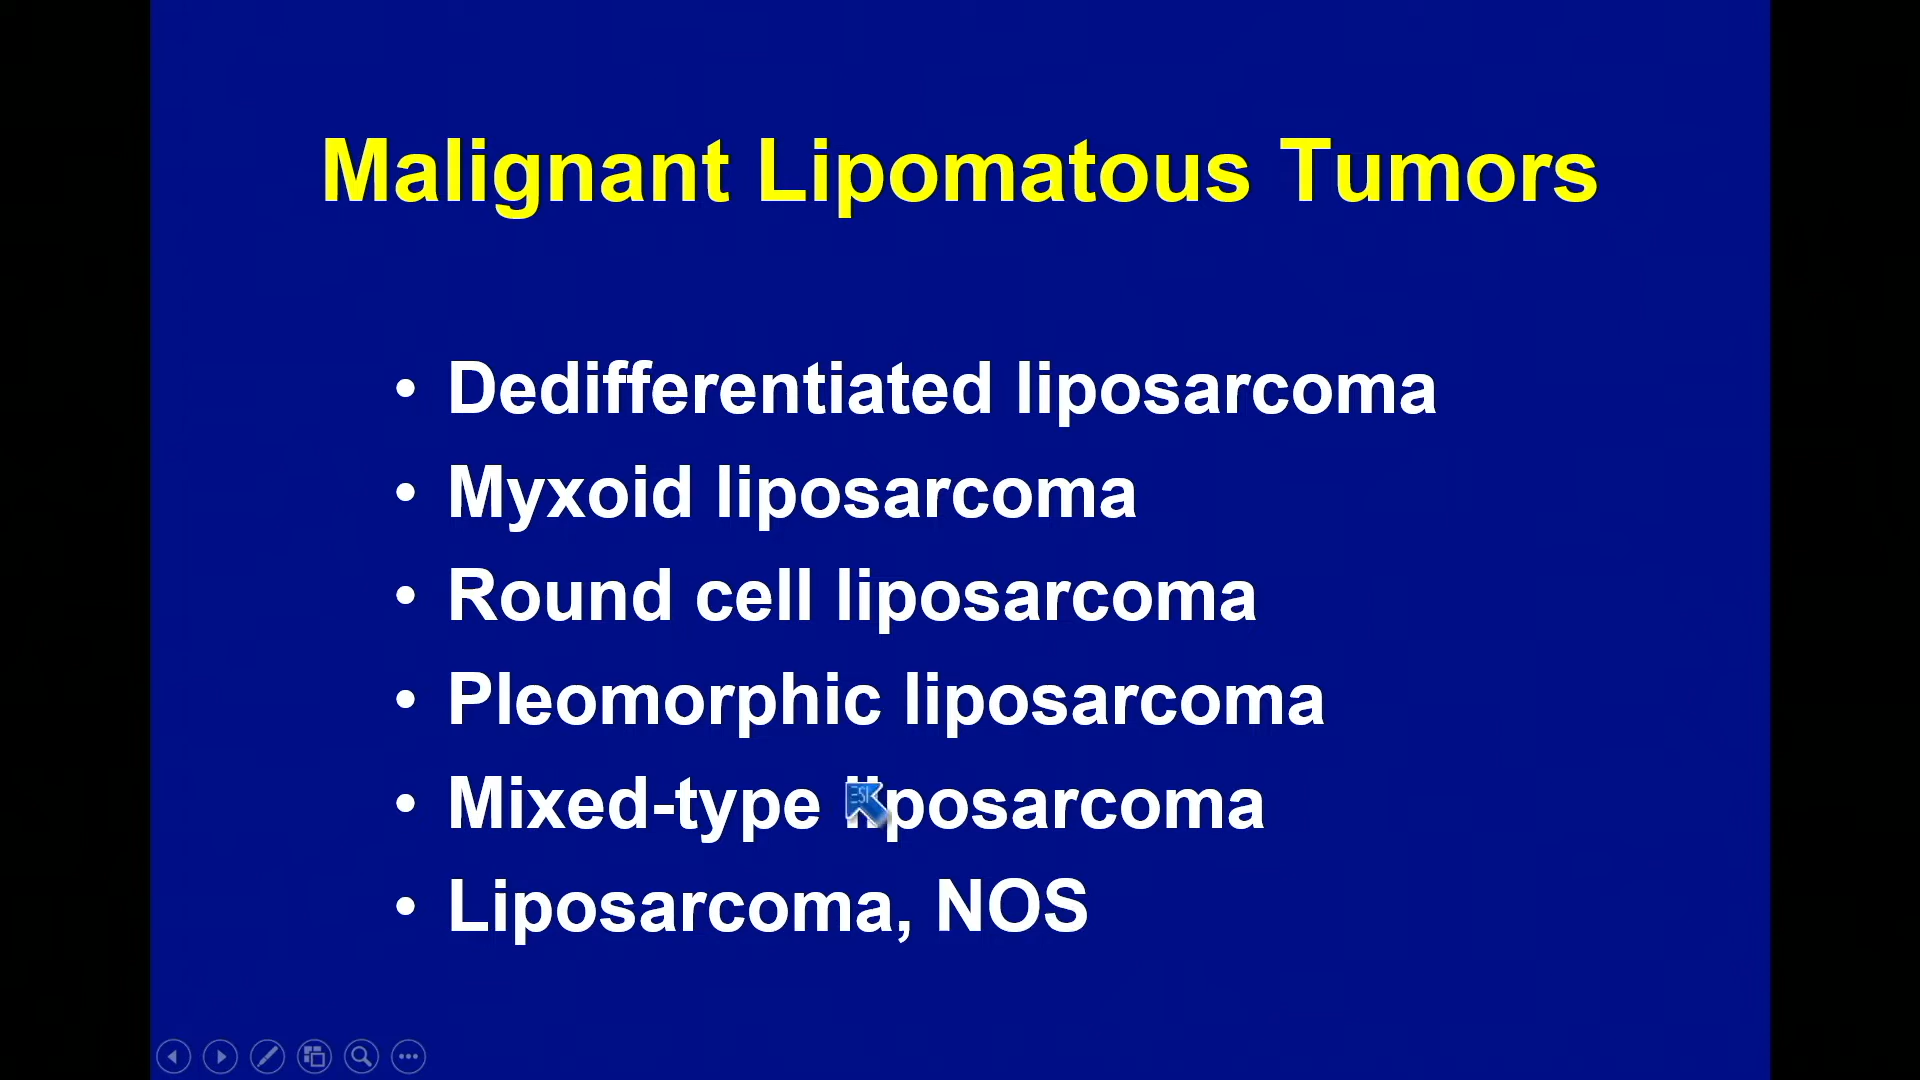 Malignant Lipomatous Tumors
• Dedifferentiated liposarcoma
• Myxoid liposarcoma
• Round cell liposarcoma
• Pleomorphic liposarcoma
• Mixed-type liposarcoma
• Liposarcoma, NOS